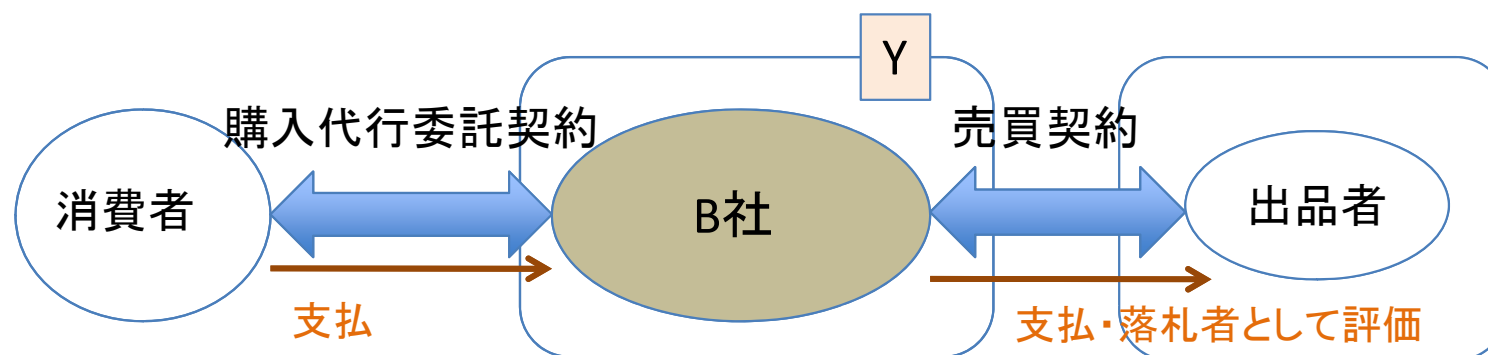 Y
購入代行委託契約
売買契約
消費者
B社
出品者
支払
支払・落札者として評価